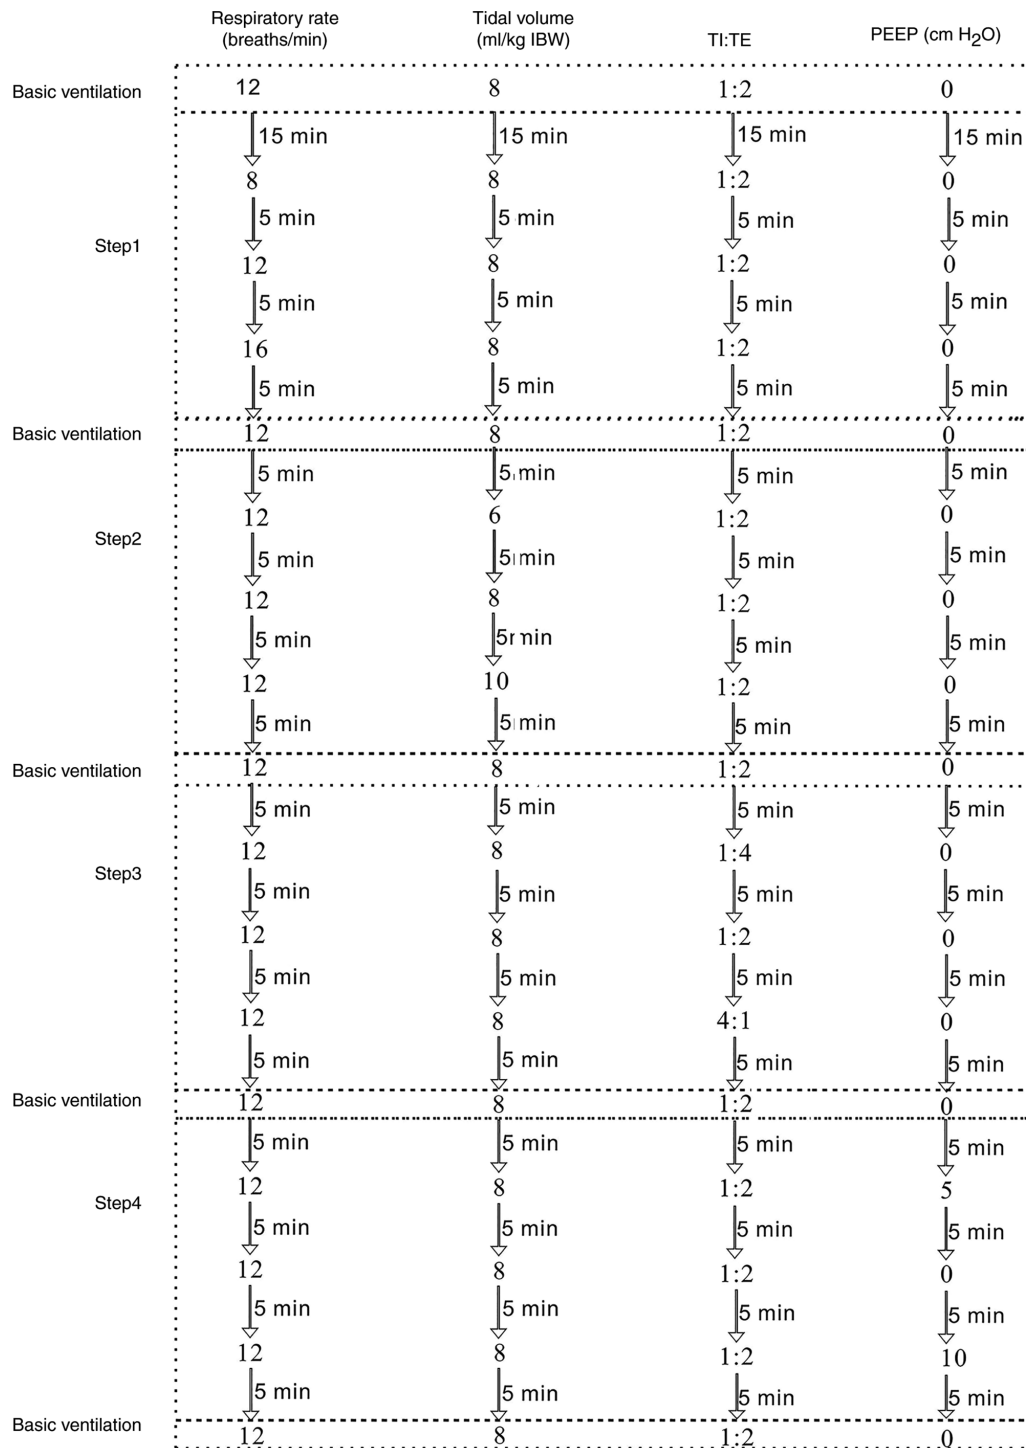 Respiratory rate
(breaths/min)
Tidal volume
(ml/kg IBW)
TI:TE
PEEP (cm H2O)
Basic ventilation 12 8 1:2 0
15 min 15 min 15 min 15 min
8 8 1:2 0
5 min 5 min 5 min 5 min
Step1
12 8 1:2 0
5 min 5 min 5 min 5 min
16 8 1:2 0
5 min 5 min 5 min 5 min
Basic ventilation 12 8 1:2 0
5 min 5 min 5 min 5 min
12 6 1:2 0
Step2
5 min 5 min 5 min 5 min
12 8 1:2 0
5 min 5 min 5 min 5 min
12 10 1:2 0
5 min 5 min 5 min 5 min
Basic ventilation 12 8 1:2 0
5 min 5 min 5 min 5 min
12 8 1:4 0
Step3
5 min 5 min 5 min 5 min
12 8 1:2 0
5 min 5 min 5 min 5 min
12 8 4:1 0
5 min 5 min 5 min 5 min
Basic ventilation 12 8 1:2 0
5 min 5 min 5 min 5 min
12 8 1:2 5
Step4
5 min 5 min 5 min 5 min
12 8 1:2 0
5 min 5 min 5 min 5 min
12 8 1:2 10
5 min 5 min 5 min 5 min
Basic ventilation 12 8 1:2 0